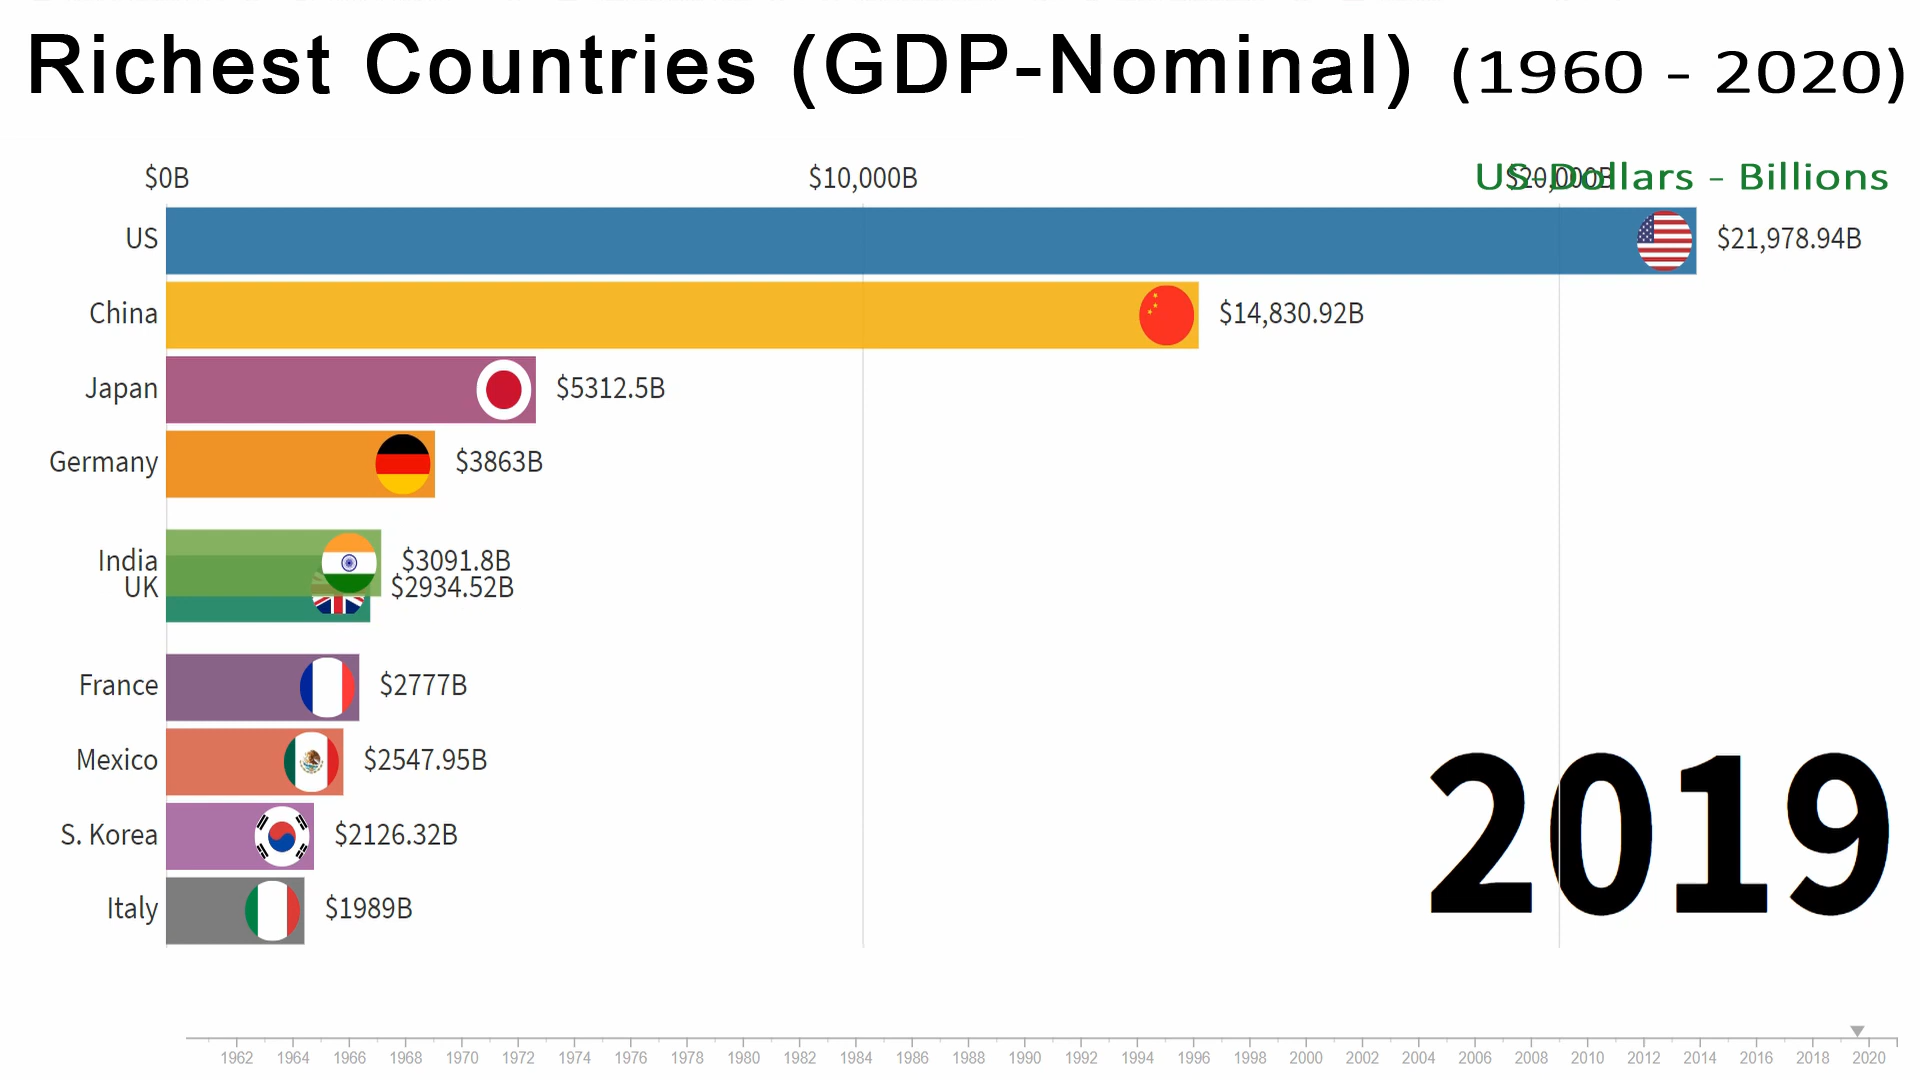 Richest Countries (GDP-Nominal) (1960 - 2020)
$0B $10,000B $20,000B US-Dollars - Billions
US $21,978.94B
China $14,830.92B
Japan $5312.5B
Germany $3863B
India $3091.8B
UK $2934.52B
France $2777B
Mexico $2547.95B
S. Korea $2126.32B
Italy $1989B
2019
1962 1964 1966 1968 1970 1972 1974 1976 1978 1980 1982 1984 1986 1988 1990 1992 1994 1996 1998 2000 2002 2004 2006 2008 2010 2012 2014 2016 2018 2020